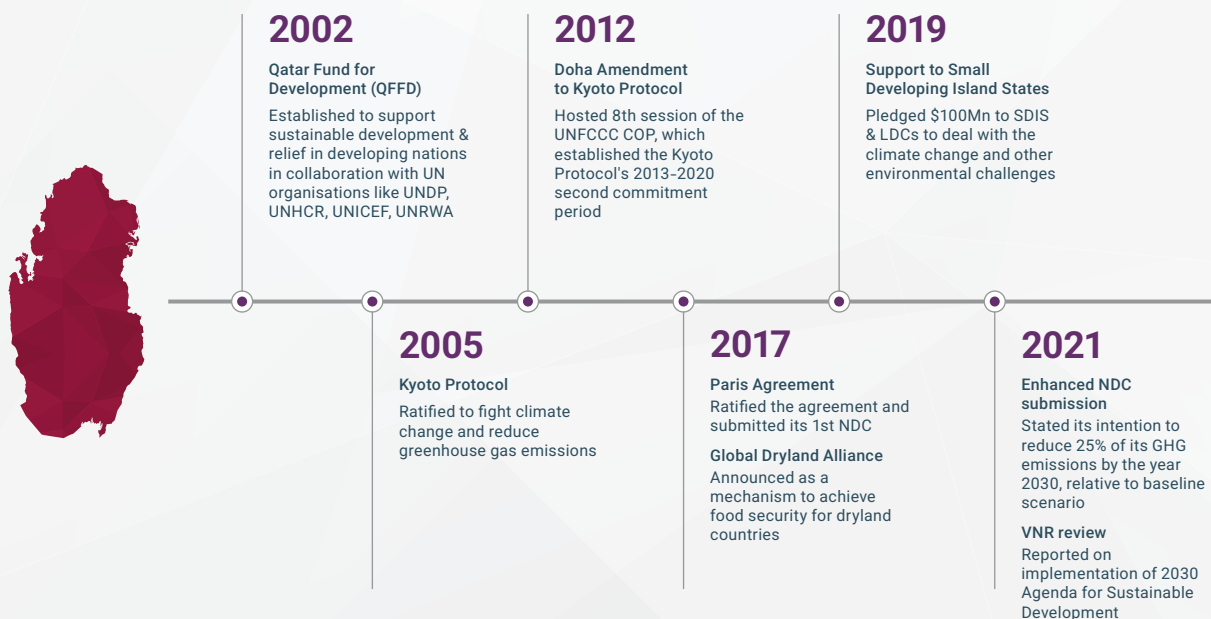 2002
Qatar Fund for
Development (QFFD)
Established to support
sustainable development &
relief in developing nations
in collaboration with UN
organisations like UNDP,
UNHCR, UNICEF, UNRWA
2012
Doha Amendment
to Kyoto Protocol
Hosted 8th session of the
UNFCCC COP, which
established the Kyoto
Protocol's 2013-2020
second commitment
period
2019
Support to Small
Developing Island States
Pledged $100Mn to SDIS
& LDCs to deal with the
climate change and other
environmental challenges
2005
Kyoto Protocol
Ratified to fight climate
change and reduce
greenhouse gas emissions
2017
Paris Agreement
Ratified the agreement and
submitted its 1st NDC
Global Dryland Alliance
Announced as a
mechanism to achieve
food security for dryland
countries
2021
Enhanced NDC
submission
Stated its intention to
reduce 25% of its GHG
emissions by the year
2030, relative to baseline
scenario
VNR review
Reported on
implementation of 2030
Agenda for Sustainable
Development